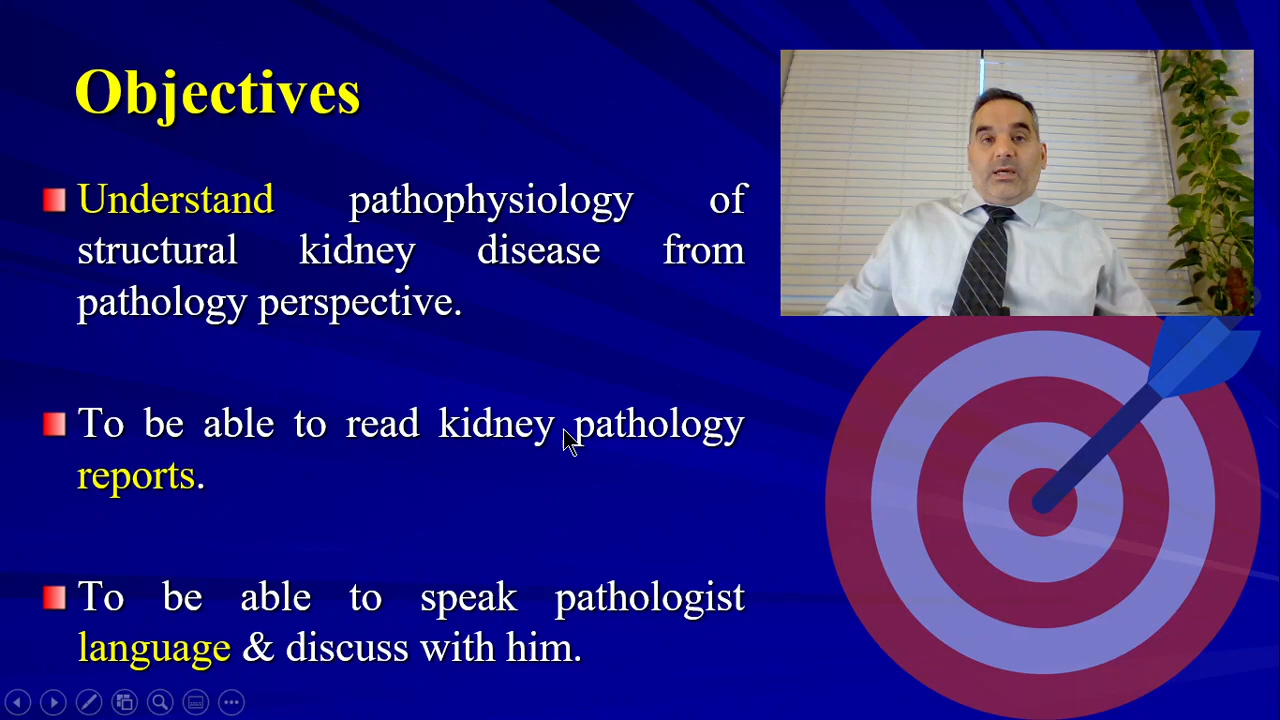 Objectives
Understand pathophysiology of
structural kidney disease from
pathology perspective.
To be able to read kidney pathology
reports.
To be able to speak pathologist
language & discuss with him.